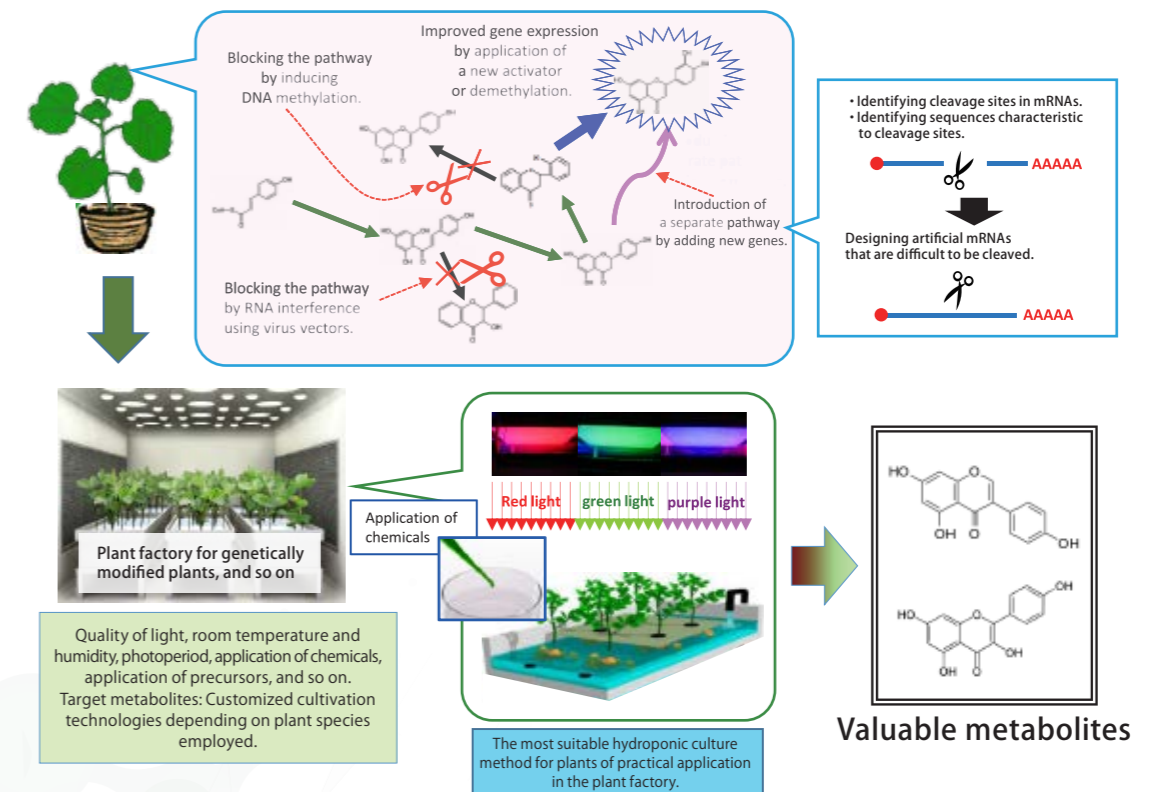 Blocking the pathway
by inducing
DNA methylation.
Improved gene expression
by application of
a new activator
or demethylation.
Introduction of
a separate pathway
by adding new genes.
Blocking the pathway
by RNA interference
using virus vectors.
• Identifying cleavage sites in mRNAs.
• Identifying sequences characteristic
to cleavage sites.
AAAAA
Designing artificial mRNAs
that are difficult to be cleaved.
AAAAA
Plant factory for genetically
modified plants, and so on
Quality of light, room temperature and
humidity, photoperiod, application of chemicals,
application of precursors, and so on.
Target metabolites: Customized cultivation
technologies depending on plant species
employed.
Red light
green light
purple light
Application of
chemicals
The most suitable hydroponic culture
method for plants of practical application
in the plant factory.
HO
O
OH
O
OH
OH
HO
O
OH
OH
O
Valuable metabolites